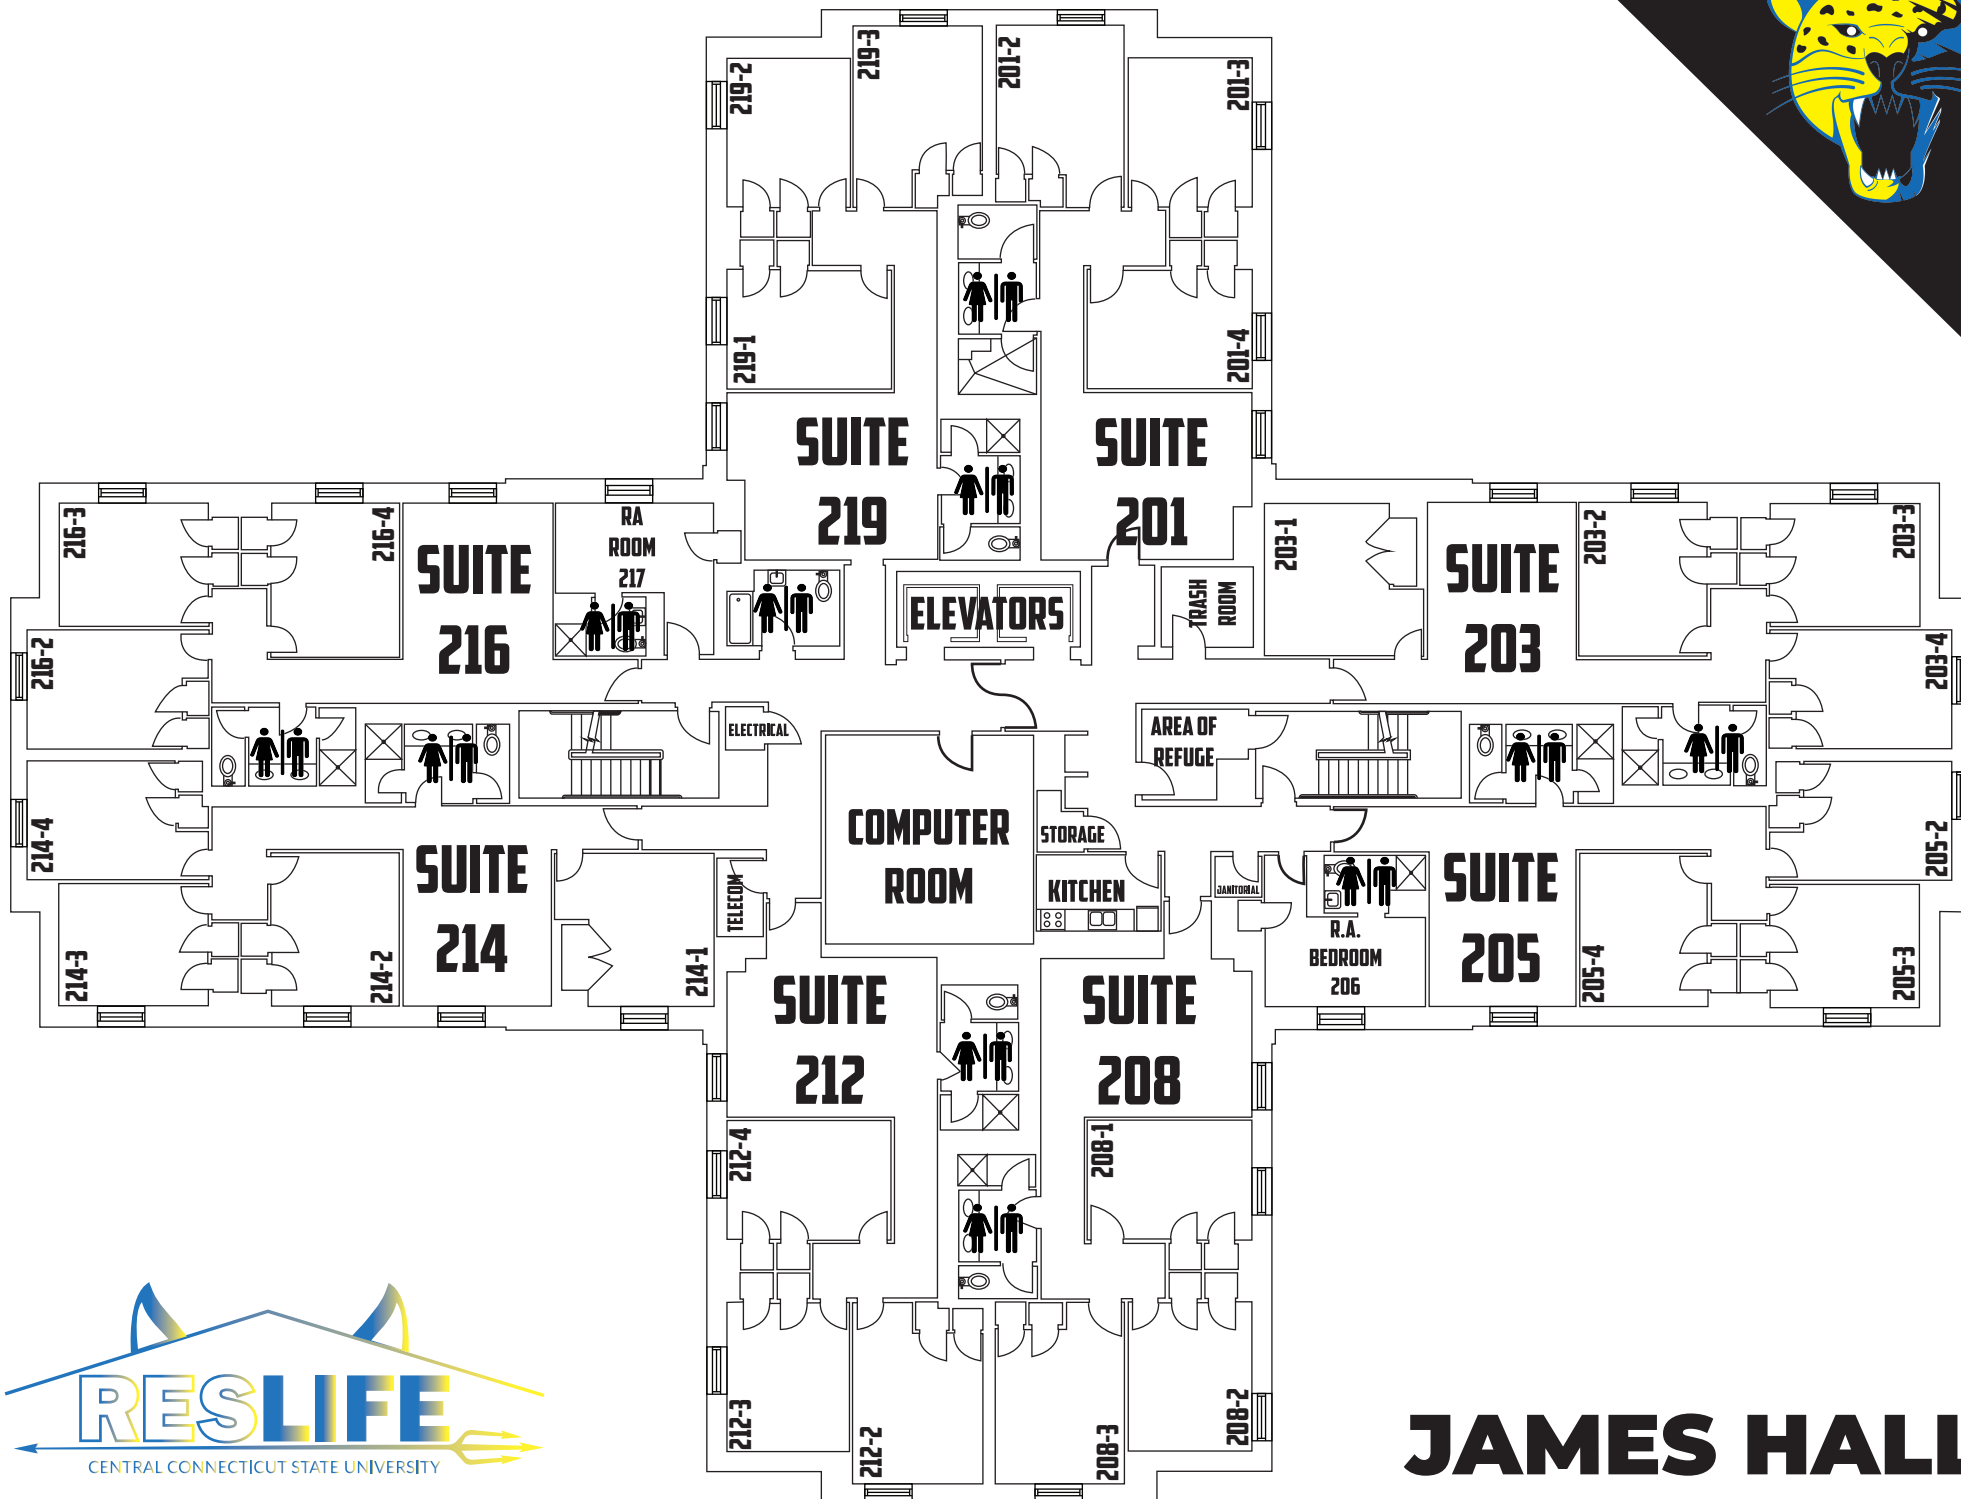 219-2
219-3
201-2
201-3
219-1
201-4
SUITE
219
SUITE
201
216-3
216-4
SUITE
216
RA
ROOM
217
ELEVATORS
TRASH
ROOM
203-1
SUITE
203
203-2
203-3
216-2
203-4
ELECTRICAL
AREA OF
REFUGE
COMPUTER
ROOM
STORAGE
KITCHEN
JANITORIAL
TELECOM
214-4
SUITE
214
214-3
214-2
214-1
R.A.
BEDROOM
206
SUITE
205
205-2
205-4
205-3
SUITE
212
SUITE
208
212-4
208-1
212-3
212-2
208-3
208-2
RESLIFE
CENTRAL CONNECTICUT STATE UNIVERSITY
JAMES HALL